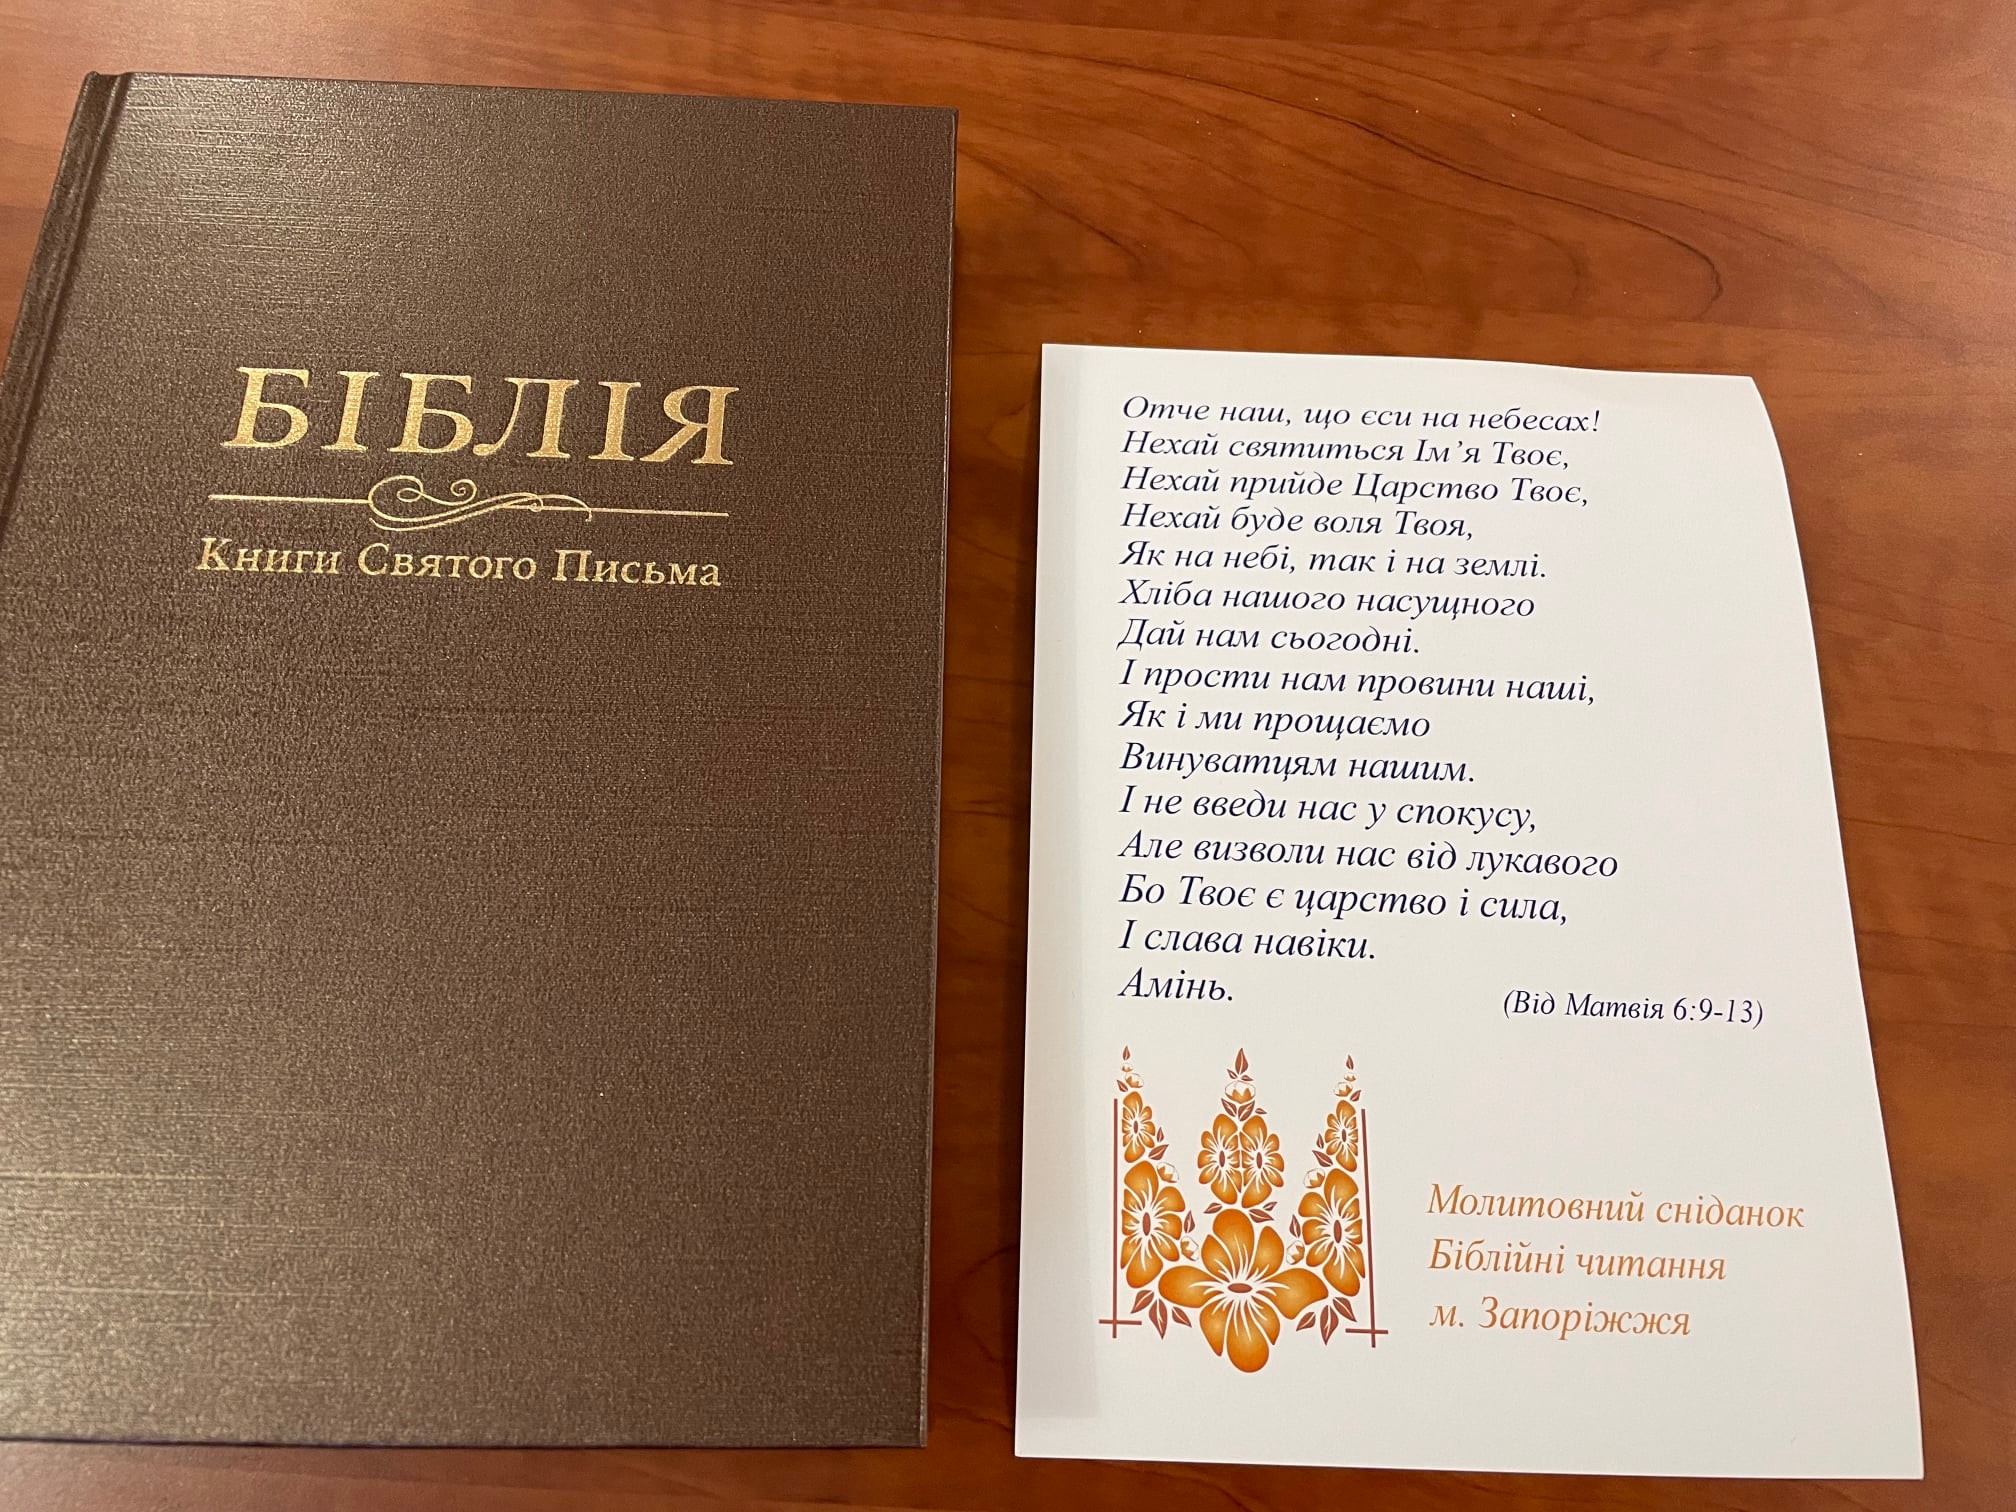 БІБЛІЯ
Книги Святого Письма
Отче наш, що єси на небесах!
Нехай святиться Ім’я Твоє,
Нехай прийде Царство Твоє,
Нехай буде воля Твоя,
Як на небі, так і на землі.
Хліба нашого насущного
Дай нам сьогодні.
І прости нам провини наші,
Як і ми прощаємо
Винуватцям нашим.
І не введи нас у спокусу,
Але визволи нас від лукавого
Бо Твоє є царство і сила,
І слава навіки.
Амінь.
(Від Матвія 6:9-13)
Молитовний сніданок
Біблійні читання
м. Запоріжжя